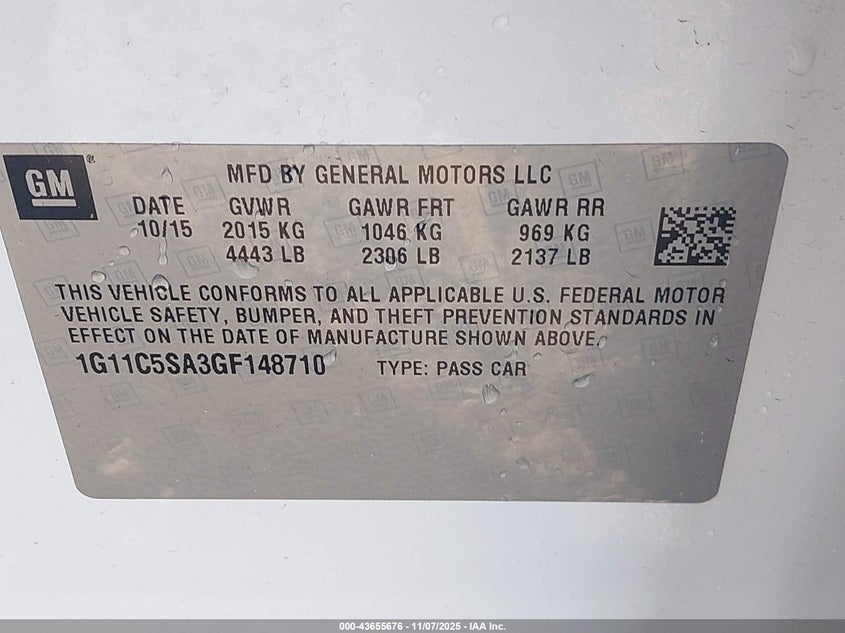 GM
MFD BY GENERAL MOTORS LLC
DATE GVWR GAWR FRT GAWR RR
10/15 2015 KG 1046 KG 969 KG
4443 LB 2306 LB 2137 LB
THIS VEHICLE CONFORMS TO ALL APPLICABLE U.S. FEDERAL MOTOR
VEHICLE SAFETY, BUMPER, AND THEFT PREVENTION STANDARDS IN
EFFECT ON THE DATE OF MANUFACTURE SHOWN ABOVE.
1G11C5SA3GF148710 TYPE: PASS CAR
000-43655676 - 11/07/2025 - IAA Inc.